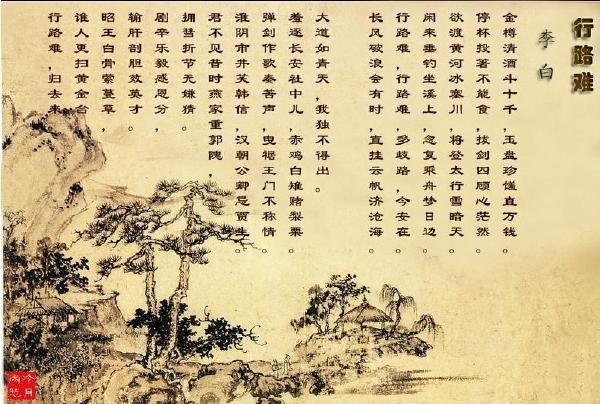 行路难
李白
金樽清酒斗十千,玉盘珍馐直万钱。
停杯投箸不能食,拔剑四顾心茫然。
欲渡黄河冰塞川,将登太行雪暗天。
闲来垂钓坐溪上,忽复乘舟梦日边。
行路难,行路难,多歧路,今安在
长风破浪会有时,直挂云帆济沧海。
大道如青天,我独不得出。
羞逐长安社中儿,赤鸡白雉赌梨栗。
弹剑作歌奏苦声,曳裾王门不称情。
淮阴市井笑韩信,汉朝公卿忌贾生。
君不见昔时燕家重郭隗,
拥篲折节无嫌猜。
剧辛乐毅感恩分,
输肝剖胆效英才。
昭王白骨萦蔓草,
谁人更扫黄金台
行路难,归去来